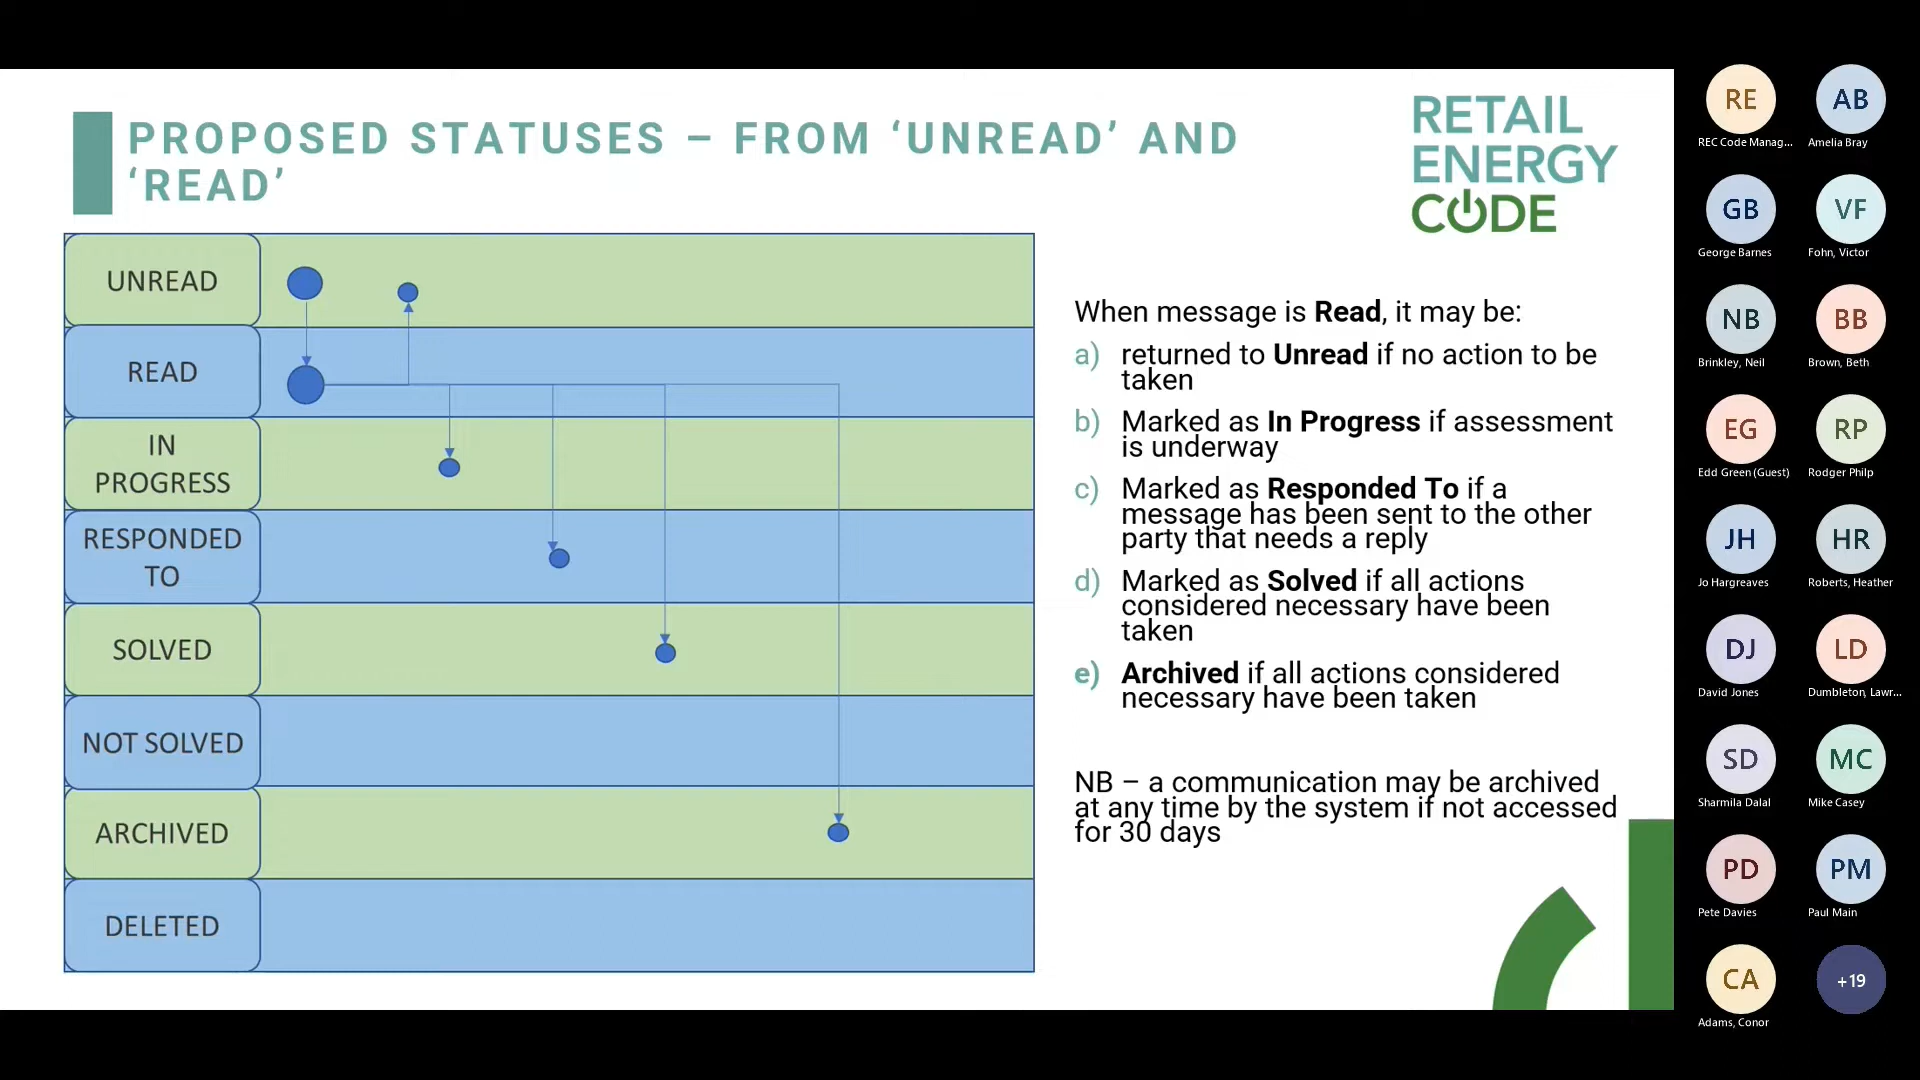 PROPOSED STATUSES – FROM ‘UNREAD’ AND
‘READ’
RETAIL
ENERGY
CODE
UNREAD
READ
IN
PROGRESS
RESPONDED
TO
SOLVED
NOT SOLVED
ARCHIVED
DELETED
When message is Read, it may be:
a) returned to Unread if no action to be
taken
b) Marked as In Progress if assessment
is underway
c) Marked as Responded To if a
message has been sent to the other
party that needs a reply
d) Marked as Solved if all actions
considered necessary have been
taken
e) Archived if all actions considered
necessary have been taken
NB – a communication may be archived
at any time by the system if not accessed
for 30 days
RE
AB
REC Code Manag...
Amelia Bray
GB
VF
George Barnes
Fohn, Victor
NB
BB
Brinkley, Neil
Brown, Beth
EG
RP
Edd Green (Guest)
Rodger Philp
JH
HR
Jo Hargreaves
Roberts, Heather
DJ
LD
David Jones
Dumbleton, Lawr...
SD
MC
Sharmila Dalal
Mike Casey
PD
PM
Pete Davies
Paul Main
CA
+19
Adams, Conor